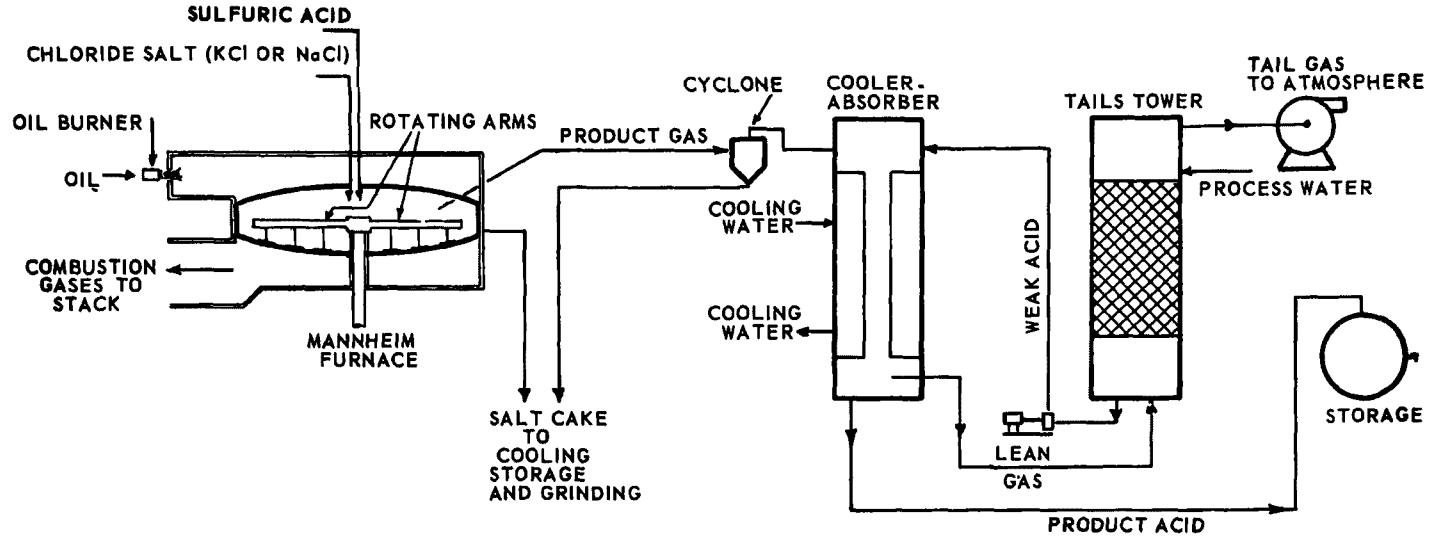 SULFURIC ACID
CHLORIDE SALT (KCl OR NaCl)
OIL BURNER
OIL
ROTATING ARMS
PRODUCT GAS
CYCLONE
COOLER-
ABSORBER
TAILS TOWER
TAIL GAS
TO ATMOSPHERE
PROCESS WATER
COOLING
WATER
COOLING
WATER
WEAK ACID
COMBUSTION
GASES TO
STACK
MANNHEIM
FURNACE
SALT CAKE
TO
COOLING
STORAGE
AND GRINDING
LEAN
GAS
STORAGE
PRODUCT ACID